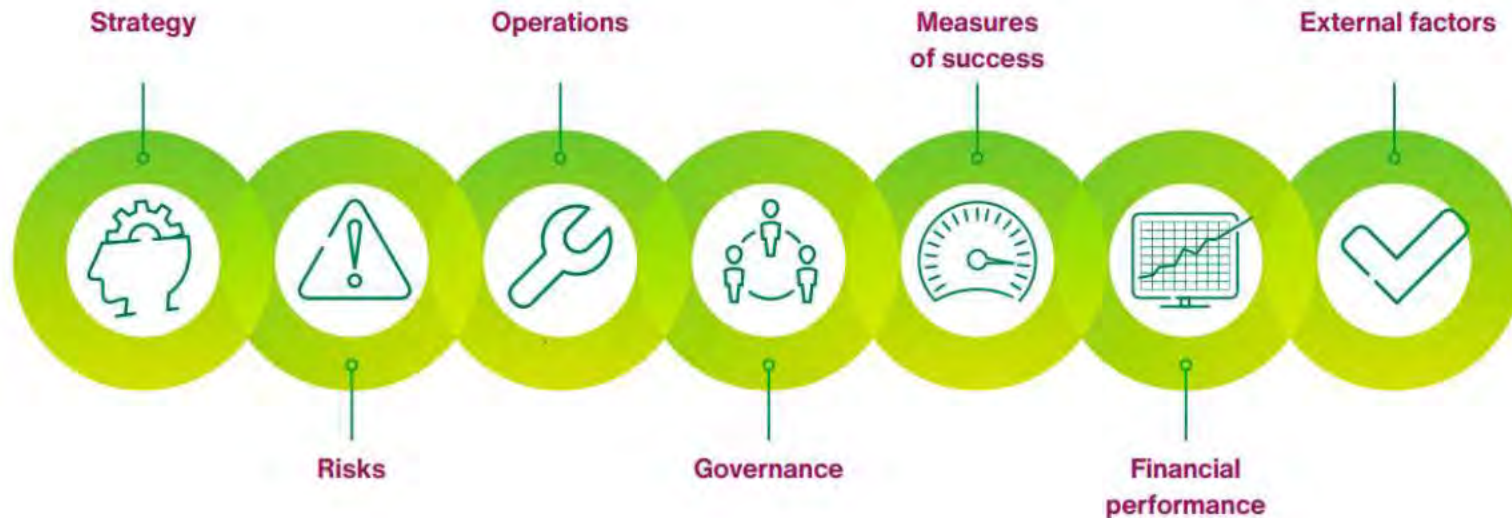 Strategy
Operations
Measures
of success
External factors
Risks
Governance
Financial
performance